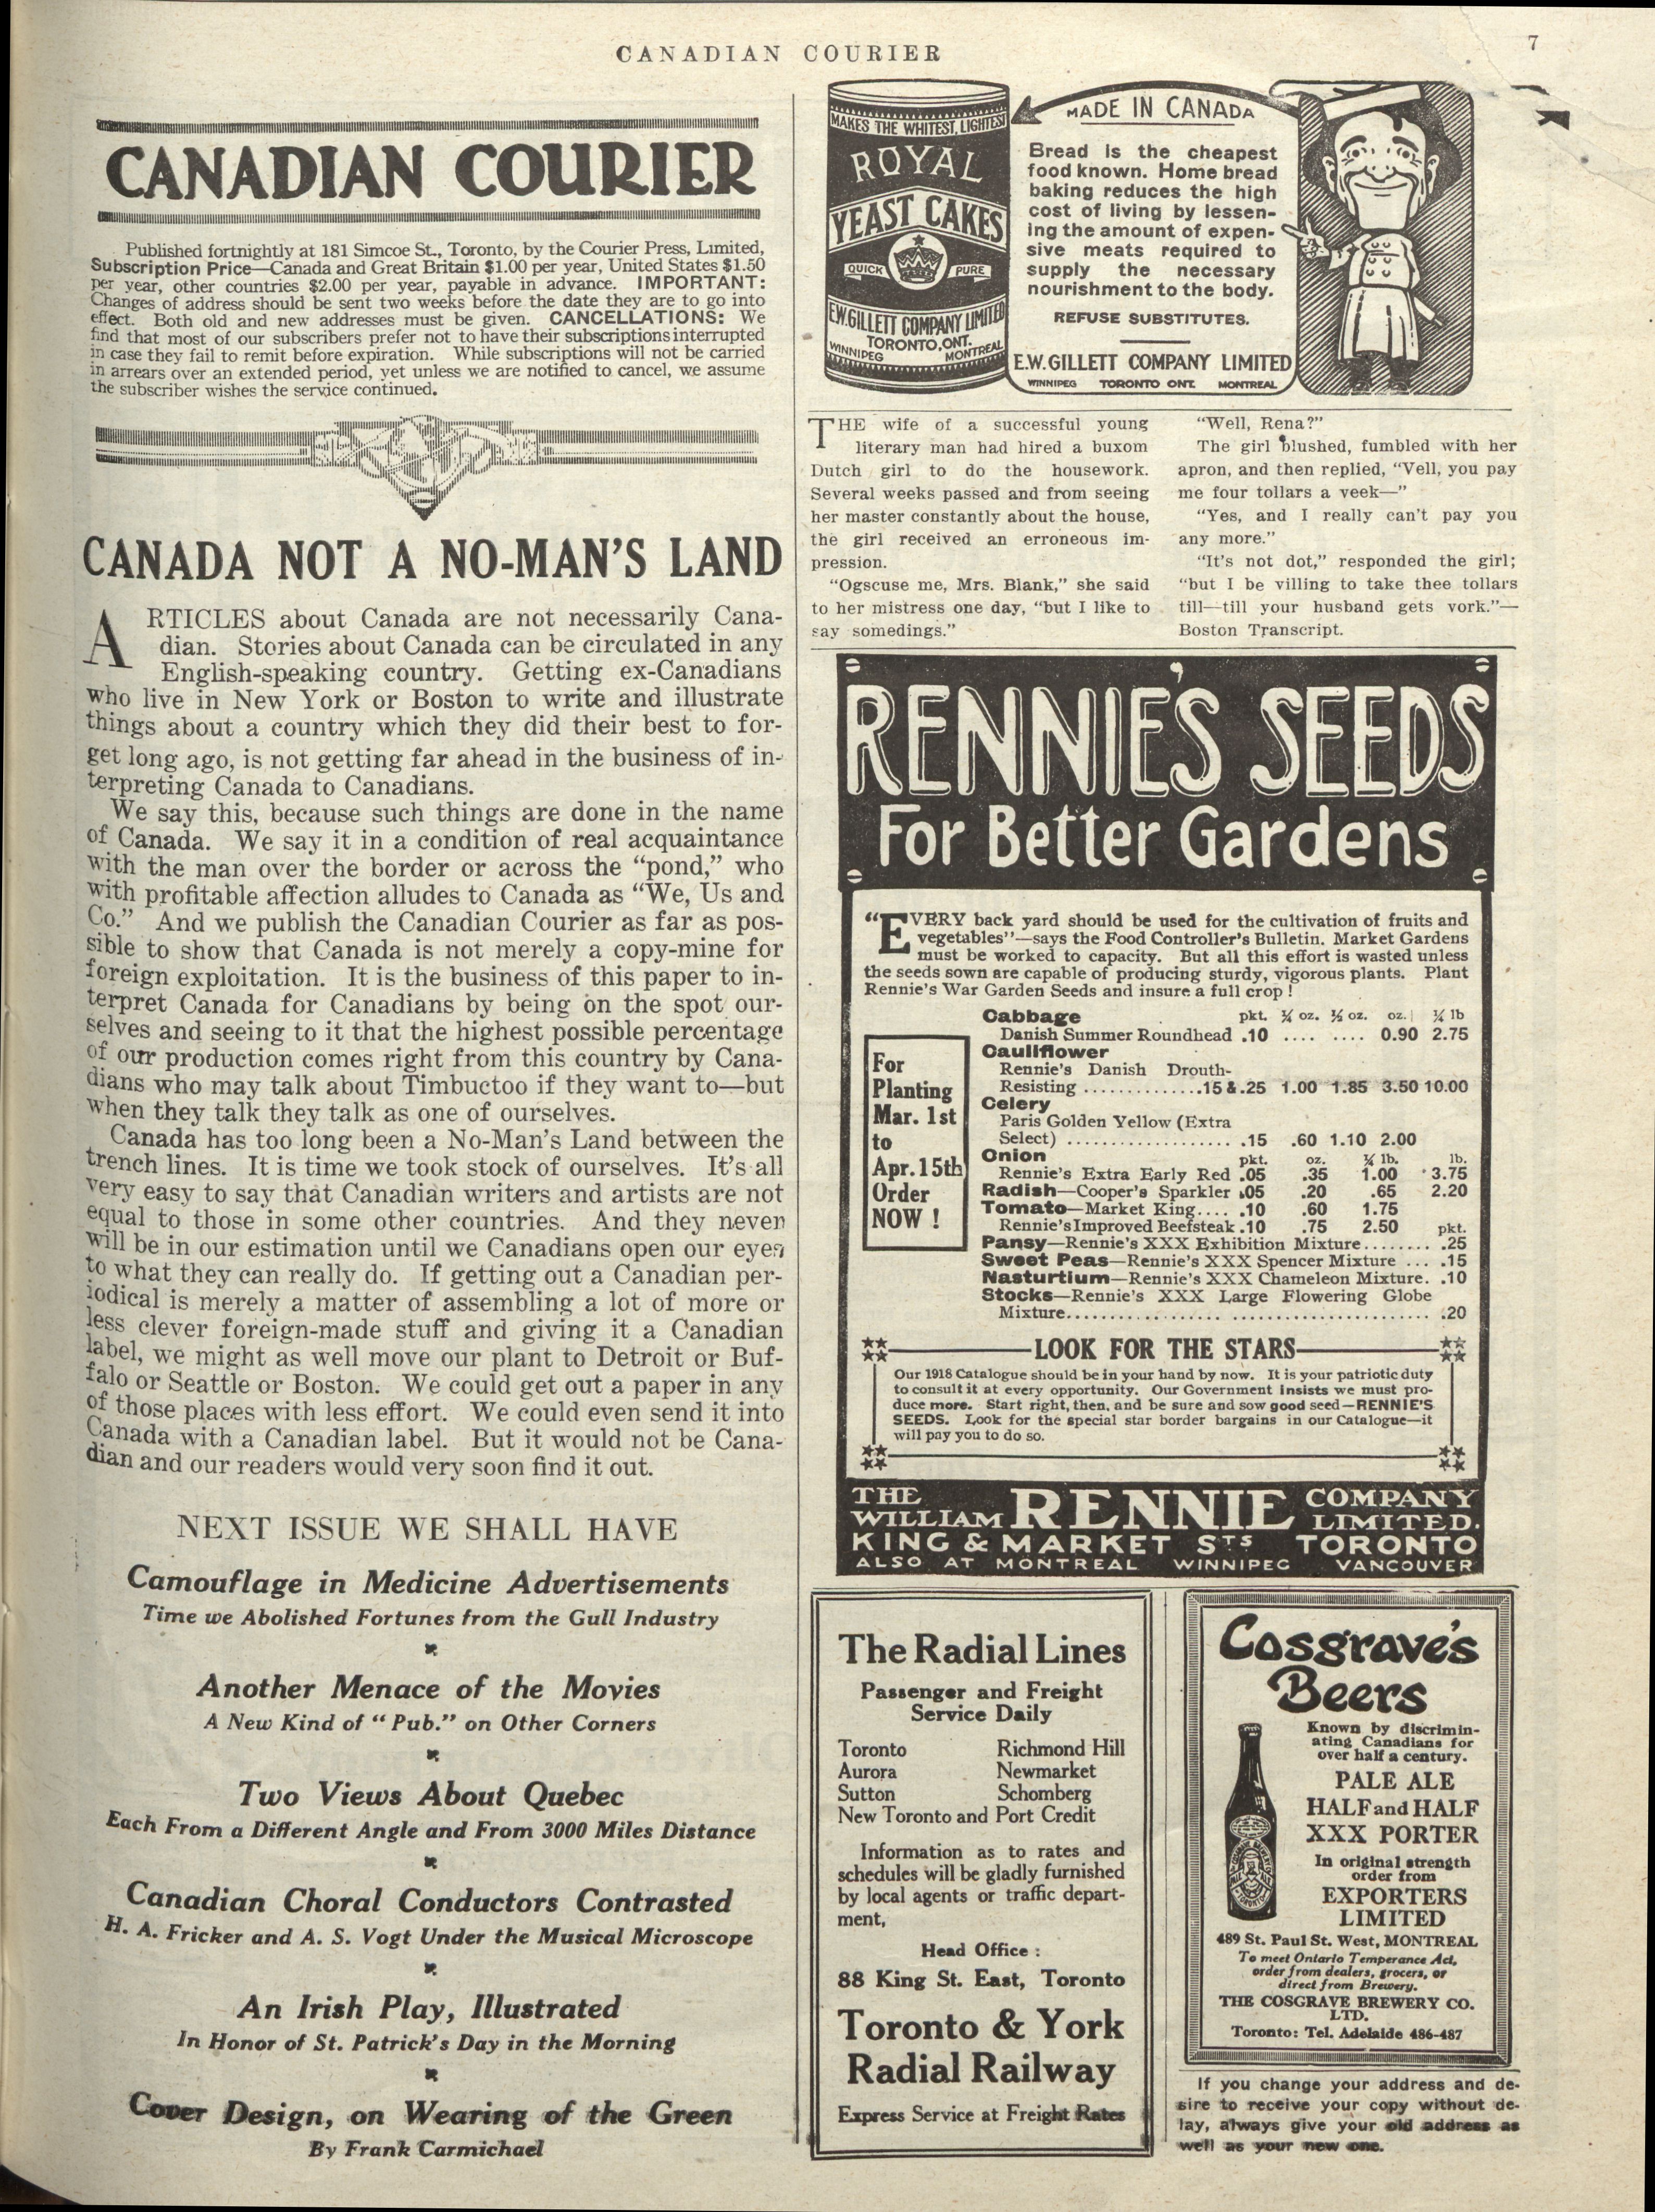 CANADIAN COURIER
7
CANADIAN COURIER
Published fortnightly at 181 Simcoe St., Toronto, by the Courier Press, Limited,
Subscription Price—Canada and Great Britain $1.00 per year, United States $1.50
per year, other countries $2.00 per year, payable in advance. IMPORTANT:
Changes of address should be sent two weeks before the date they are to go into
effect. Both old and new addresses must be given. CANCELLATIONS: We
find that most of our subscribers prefer not to have their subscriptions interrupted
in case they fail to remit before expiration. While subscriptions will not be carried
in arrears over an extended period, yet unless we are notified to cancel, we assume
the subscriber wishes the service continued.
CANADA NOT A NO-MAN'S LAND
ARTICLES about Canada are not necessarily Cana-
dian. Stories about Canada can be circulated in any
English-speaking country. Getting ex-Canadians
who live in New York or Boston to write and illustrate
things about a country which they did their best to for-
get long ago, is not getting far ahead in the business of in-
terpreting Canada to Canadians.
We say this, because such things are done in the name
of Canada. We say it in a condition of real acquaintance
with the man over the border or across the "pond," who
with profitable affection alludes to Canada as "We, Us and
Co." And we publish the Canadian Courier as far as pos-
sible to show that Canada is not merely a copy-mine for
foreign exploitation. It is the business of this paper to in-
terpret Canada for Canadians by being on the spot our-
selves and seeing to it that the highest possible percentage
of our production comes right from this country by Cana-
dians who may talk about Timbuctoo if they want to—but
when they talk they talk as one of ourselves.
Canada has too long been a No-Man's Land between the
trench lines. It is time we took stock of ourselves. It's all
very easy to say that Canadian writers and artists are not
equal to those in some other countries. And they never
will be in our estimation until we Canadians open our eyes
to what they can really do. If getting out a Canadian per-
iodical is merely a matter of assembling a lot of more or
less clever foreign-made stuff and giving it a Canadian
label, we might as well move our plant to Detroit or Buf-
falo or Seattle or Boston. We could get out a paper in any
of those places with less effort. We could even send it into
Canada with a Canadian label. But it would not be Cana-
dian and our readers would very soon find it out.
NEXT ISSUE WE SHALL HAVE
Camouflage in Medicine Advertisements
Time we Abolished Fortunes from the Gull Industry
Another Menace of the Movies
A New Kind of "Pub." on Other Corners
Two Views About Quebec
Each From a Different Angle and From 3000 Miles Distance
Canadian Choral Conductors Contrasted
H. A. Fricker and A. S. Vogt Under the Musical Microscope
An Irish Play, Illustrated
In Honor of St. Patrick's Day in the Morning
Cover Design, on Wearing of the Green
By Frank Carmichael
MAKES THE WHITEST, LIGHTEST
ROYAL
YEAST CAKES
QUICK PURE
E.W.GILLETT COMPANY LIMITED
TORONTO, ONT.
WINNIPEG MONTREAL
MADE IN CANADA
Bread is the cheapest
food known. Home bread
baking reduces the high
cost of living by lessen-
ing the amount of expen-
sive meats required to
supply the necessary
nourishment to the body.
REFUSE SUBSTITUTES.
E.W.GILLETT COMPANY LIMITED
WINNIPEG TORONTO ONT. MONTREAL
THE wife of a successful young
literary man had hired a buxom
Dutch girl to do the housework.
Several weeks passed and from seeing
her master constantly about the house,
the girl received an erroneous im-
pression.
"Ogscuse me, Mrs. Blank," she said
to her mistress one day, "but I like to
say somedings."
"Well, Rena?"
The girl blushed, fumbled with her
apron, and then replied, "Vell, you pay
me four tollars a veek—"
"Yes, and I really can't pay you
any more."
"It's not dot," responded the girl;
"but I be villing to take thee tollars
till—till your husband gets vork."—
Boston Transcript.
RENNIE'S SEEDS
For Better Gardens
"EVERY back yard should be used for the cultivation of fruits and
vegetables"—says the Food Controller's Bulletin. Market Gardens
must be worked to capacity. But all this effort is wasted unless
the seeds sown are capable of producing sturdy, vigorous plants. Plant
Rennie's War Garden Seeds and insure a full crop!
For
Planting
Mar. 1st
to
Apr. 15th
Order
NOW!
Cabbage pkt. ¼ oz. ½ oz. oz. ¼ lb
Danish Summer Roundhead .10 .... .... 0.90 2.75
Cauliflower
Rennie's Danish Drouth-
Resisting ..............15 & .25 1.00 1.85 3.50 10.00
Celery
Paris Golden Yellow (Extra
Select) ................... .15 .60 1.10 2.00
Onion pkt. oz. ¼ lb. lb.
Rennie's Extra Early Red .05 .35 1.00 3.75
Radish—Cooper's Sparkler .05 .20 .65 2.20
Tomato—Market King.... .10 .60 1.75
Rennie's Improved Beefsteak .10 .75 2.50 pkt.
Pansy—Rennie's XXX Exhibition Mixture........ .25
Sweet Peas—Rennie's XXX Spencer Mixture ... .15
Nasturtium—Rennie's XXX Chameleon Mixture. .10
Stocks—Rennie's XXX Large Flowering Globe
Mixture.......................................... .20
LOOK FOR THE STARS
Our 1918 Catalogue should be in your hand by now. It is your patriotic duty
to consult it at every opportunity. Our Government insists we must pro-
duce more. Start right, then, and be sure and sow good seed—RENNIE'S
SEEDS. Look for the special star border bargains in our Catalogue—it
will pay you to do so.
THE WILLIAM RENNIE COMPANY LIMITED.
KING & MARKET STS TORONTO
ALSO AT MONTREAL WINNIPEG VANCOUVER
The Radial Lines
Passenger and Freight
Service Daily
Toronto Richmond Hill
Aurora Newmarket
Sutton Schomberg
New Toronto and Port Credit
Information as to rates and
schedules will be gladly furnished
by local agents or traffic depart-
ment,
Head Office :
88 King St. East, Toronto
Toronto & York
Radial Railway
Express Service at Freight Rates
Cosgrave's
Beers
Known by discrimin-
ating Canadians for
over half a century.
PALE ALE
HALF and HALF
XXX PORTER
In original strength
order from
EXPORTERS
LIMITED
489 St. Paul St. West, MONTREAL
To meet Ontario Temperance Act,
order from dealers, grocers, or
direct from Brewery.
THE COSGRAVE BREWERY CO.
LTD.
Toronto: Tel. Adelaide 486-487
If you change your address and de-
sire to receive your copy without de-
lay, always give your old address as
well as your new one.